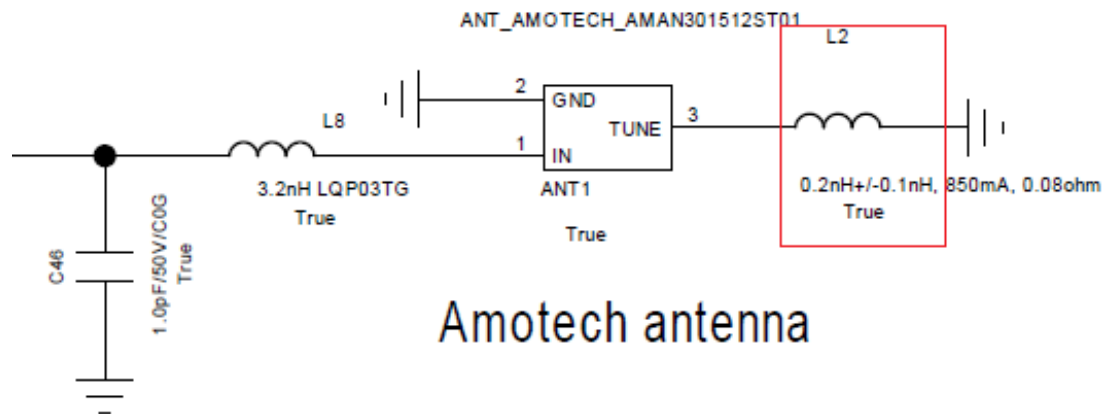 ANT_AMOTECH_AMAN301512ST01
L2
2
GND
L8
TUNE
3
1
IN
3.2nH LQP03TG
True
ANT1
True
0.2nH+/-0.1nH, 850mA, 0.08ohm
True
C46
1.0pF/50V/C0G
True
Amotech antenna